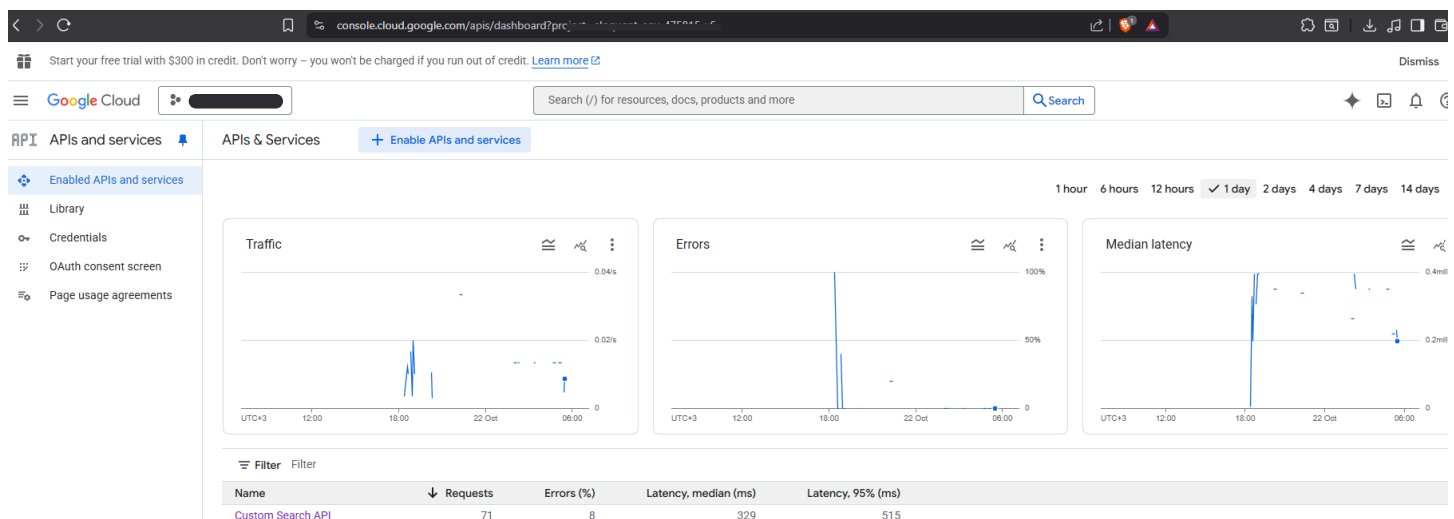 console.cloud.google.com/apis/dashboard?
Start your free trial with $300 in credit. Don't worry – you won't be charged if you run out of credit. Learn more
Dismiss
Google Cloud
Search (/) for resources, docs, products and more
Search
API APIs and services
APIs & Services
+ Enable APIs and services
Enabled APIs and services
Library
Credentials
OAuth consent screen
Page usage agreements
1 hour 6 hours 12 hours 1 day 2 days 4 days 7 days 14 days
Traffic
0.04/s
0.02/s
0
UTC+3 12:00 18:00 22 Oct 06:00
Errors
100%
50%
0
UTC+3 12:00 18:00 22 Oct 06:00
Median latency
0.4mill
0.2mill
0
UTC+3 12:00 18:00 22 Oct 06:00
Filter Filter
Name Requests Errors (%) Latency, median (ms) Latency, 95% (ms)
Custom Search API 71 8 329 515